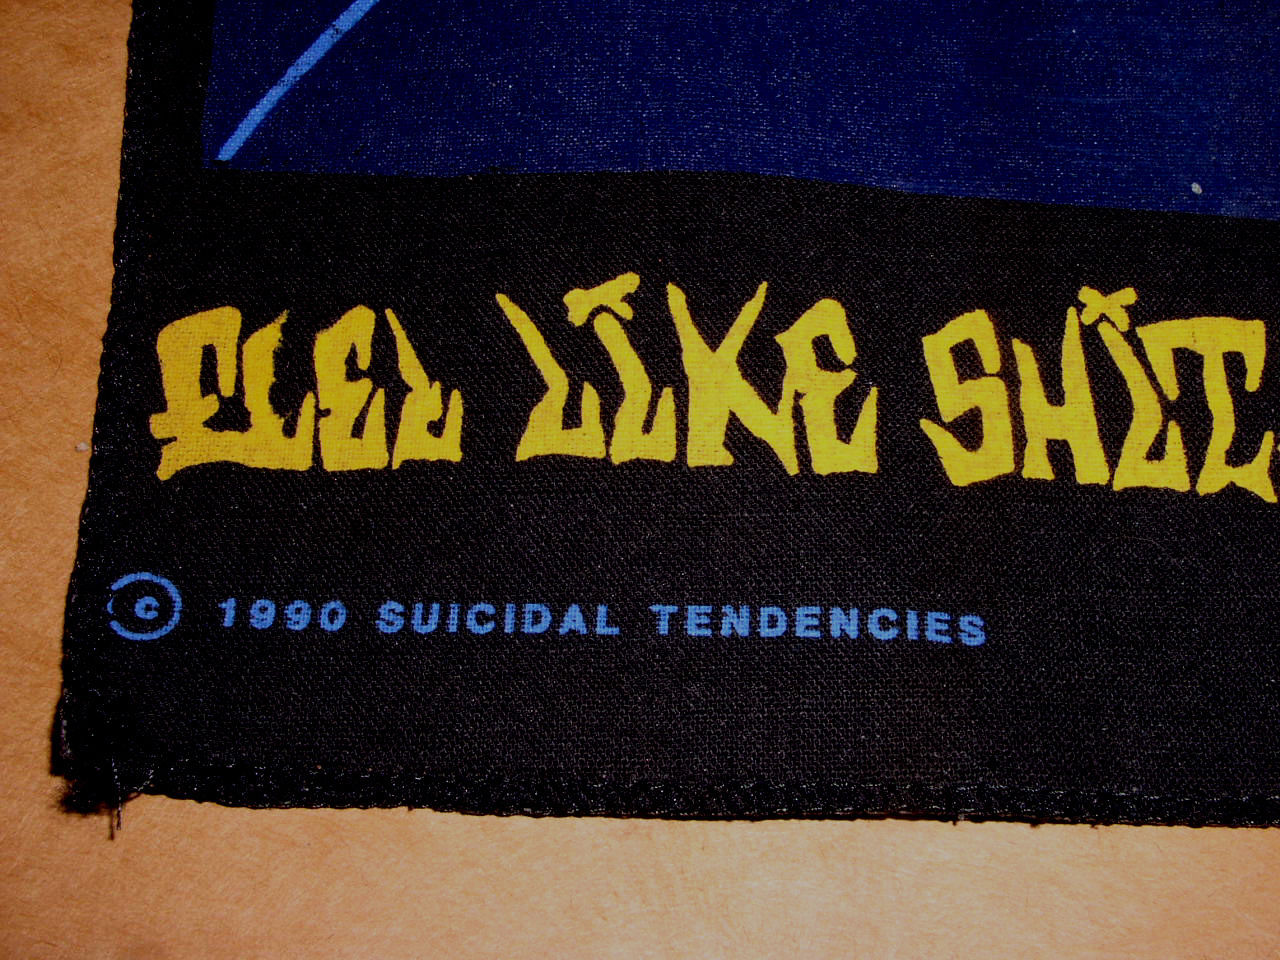 FEEL LIKE SHIT
© 1990 SUICIDAL TENDENCIES